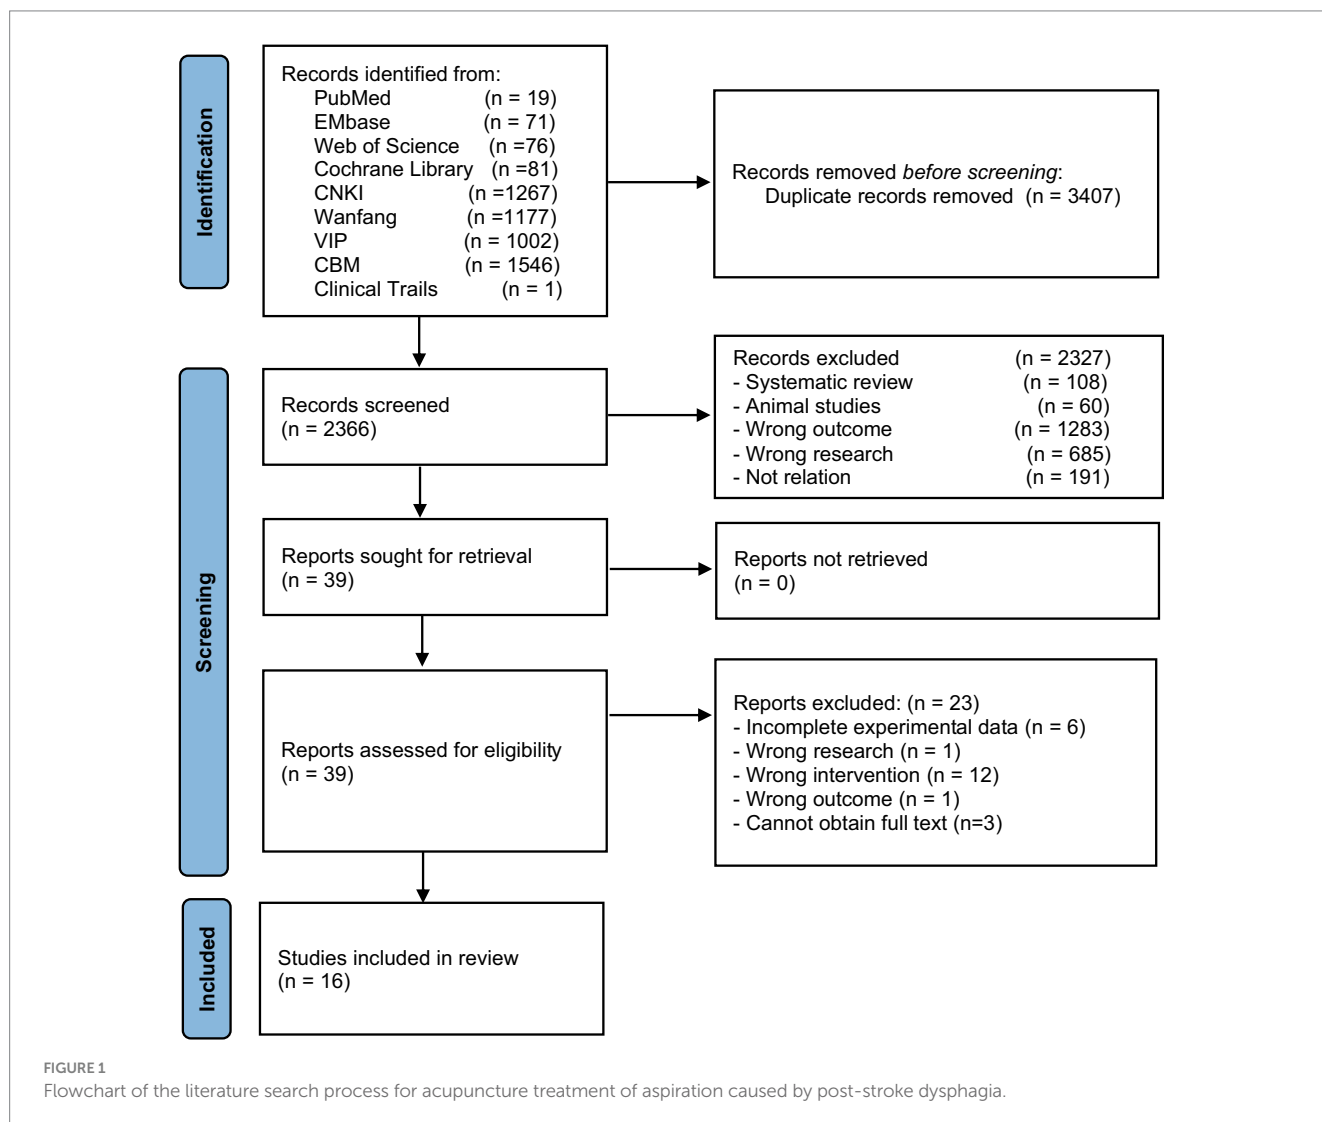 Identification
Records identified from:
PubMed (n = 19)
EMbase (n = 71)
Web of Science (n =76)
Cochrane Library (n =81)
CNKI (n =1267)
Wanfang (n =1177)
VIP (n = 1002)
CBM (n = 1546)
Clinical Trails (n = 1)
Records removed before screening:
Duplicate records removed (n = 3407)
Screening
Records screened
(n = 2366)
Records excluded (n = 2327)
- Systematic review (n = 108)
- Animal studies (n = 60)
- Wrong outcome (n = 1283)
- Wrong research (n = 685)
- Not relation (n = 191)
Reports sought for retrieval
(n = 39)
Reports not retrieved
(n = 0)
Reports assessed for eligibility
(n = 39)
Reports excluded: (n = 23)
- Incomplete experimental data (n = 6)
- Wrong research (n = 1)
- Wrong intervention (n = 12)
- Wrong outcome (n = 1)
- Cannot obtain full text (n=3)
Included
Studies included in review
(n = 16)
FIGURE 1
Flowchart of the literature search process for acupuncture treatment of aspiration caused by post-stroke dysphagia.